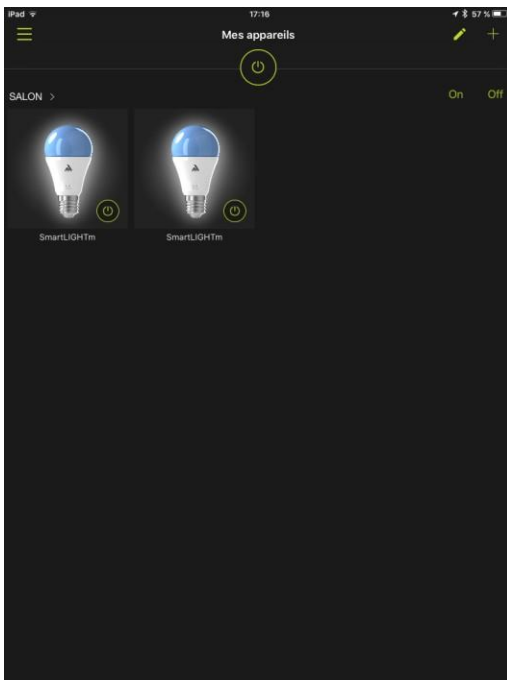 iPad 17:16 57 %
Mes appareils
SALON > On Off
SmartLIGHTm SmartLIGHTm